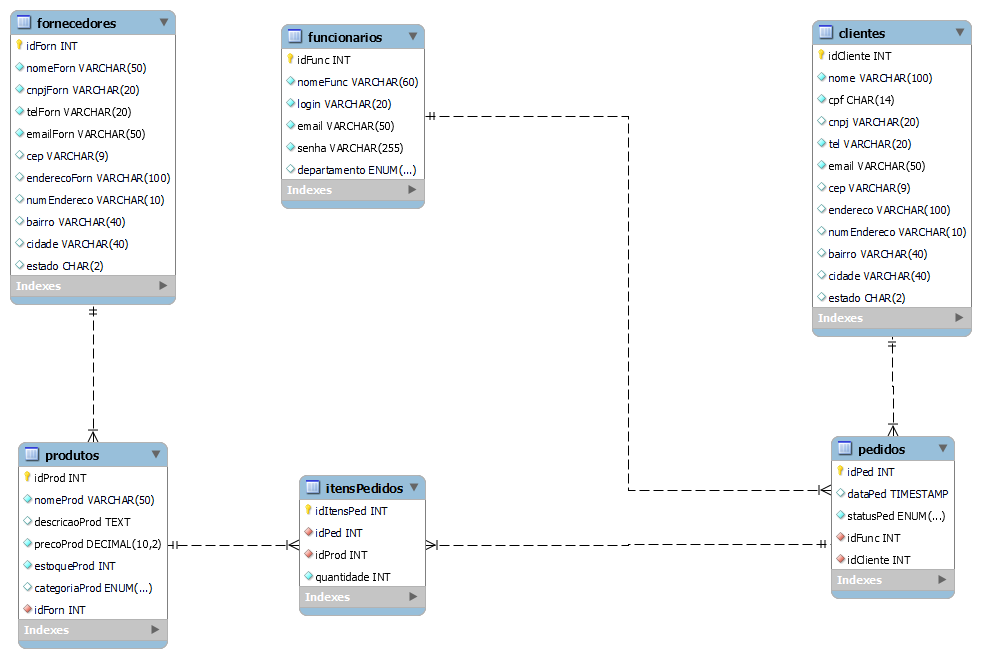 fornecedores
idForn INT
nomeForn VARCHAR(50)
cnpjForn VARCHAR(20)
telForn VARCHAR(20)
emailForn VARCHAR(50)
cep VARCHAR(9)
enderecoForn VARCHAR(100)
numEndereco VARCHAR(10)
bairro VARCHAR(40)
cidade VARCHAR(40)
estado CHAR(2)
Indexes
funcionarios
idFunc INT
nomeFunc VARCHAR(60)
login VARCHAR(20)
email VARCHAR(50)
senha VARCHAR(255)
departamento ENUM(...)
Indexes
clientes
idCliente INT
nome VARCHAR(100)
cpf CHAR(14)
cnpj VARCHAR(20)
tel VARCHAR(20)
email VARCHAR(50)
cep VARCHAR(9)
endereco VARCHAR(100)
numEndereco VARCHAR(10)
bairro VARCHAR(40)
cidade VARCHAR(40)
estado CHAR(2)
Indexes
produtos
idProd INT
nomeProd VARCHAR(50)
descricaoProd TEXT
precoProd DECIMAL(10,2)
estoqueProd INT
categoriaProd ENUM(...)
idForn INT
Indexes
itensPedidos
idItensPed INT
idPed INT
idProd INT
quantidade INT
Indexes
pedidos
idPed INT
dataPed TIMESTAMP
statusPed ENUM(...)
idFunc INT
idCliente INT
Indexes